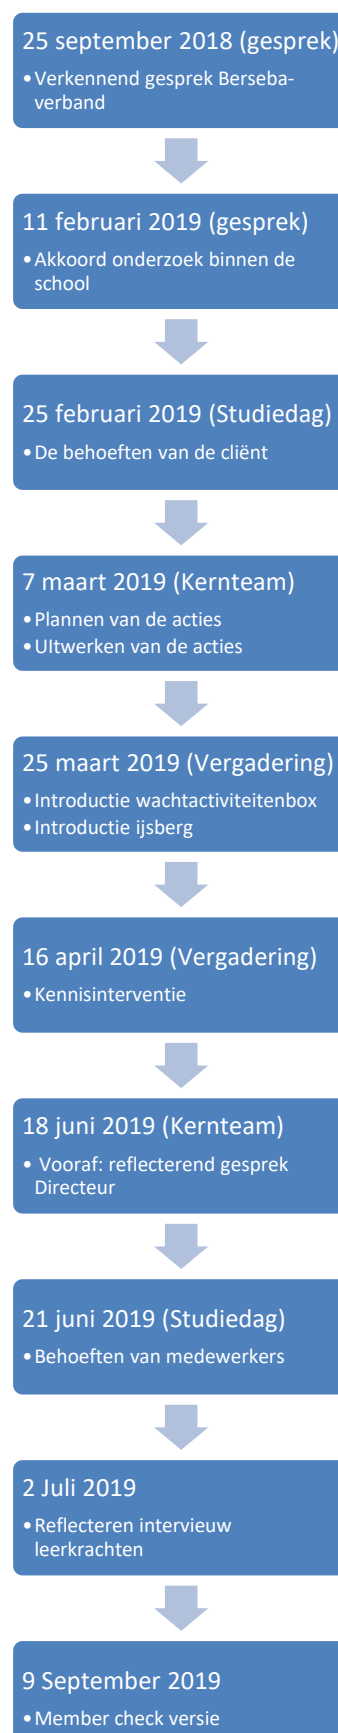 25 september 2018 (gesprek)
•Verkennend gesprek Berseba-
verband
11 februari 2019 (gesprek)
•Akkoord onderzoek binnen de
school
25 februari 2019 (Studiedag)
•De behoeften van de cliënt
7 maart 2019 (Kernteam)
•Plannen van de acties
•UItwerken van de acties
25 maart 2019 (Vergadering)
•Introductie wachtactiviteitenbox
•Introductie ijsberg
16 april 2019 (Vergadering)
•Kennisinterventie
18 juni 2019 (Kernteam)
• Vooraf: reflecterend gesprek
Directeur
21 juni 2019 (Studiedag)
•Behoeften van medewerkers
2 Juli 2019
•Reflecteren intervieuw
leerkrachten
9 September 2019
•Member check versie